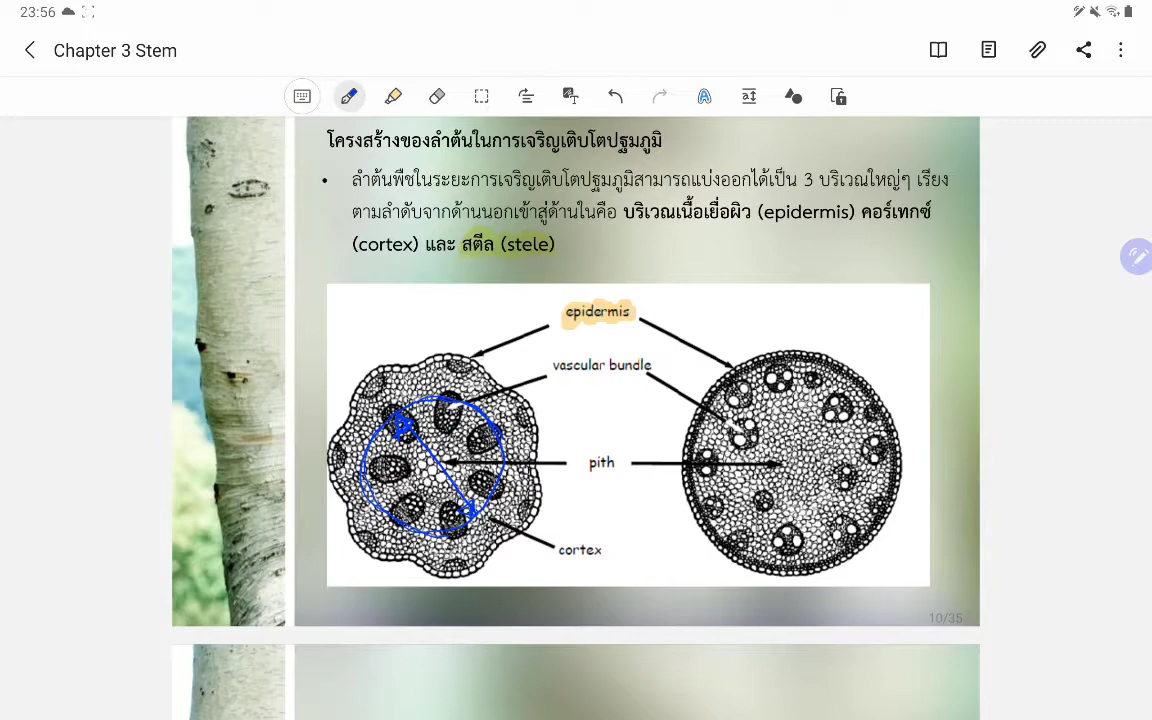 23:56
Chapter 3 Stem
โครงสร้างของลำต้นในการเจริญเติบโตปฐมภูมิ
• ลำต้นพืชในระยะการเจริญเติบโตปฐมภูมิสามารถแบ่งออกได้เป็น 3 บริเวณใหญ่ๆ เรียง
ตามลำดับจากด้านนอกเข้าสู่ด้านในคือ บริเวณเนื้อเยื่อผิว (epidermis) คอร์เทกซ์
(cortex) และ สตีล (stele)
epidermis
vascular bundle
pith
cortex
10/35